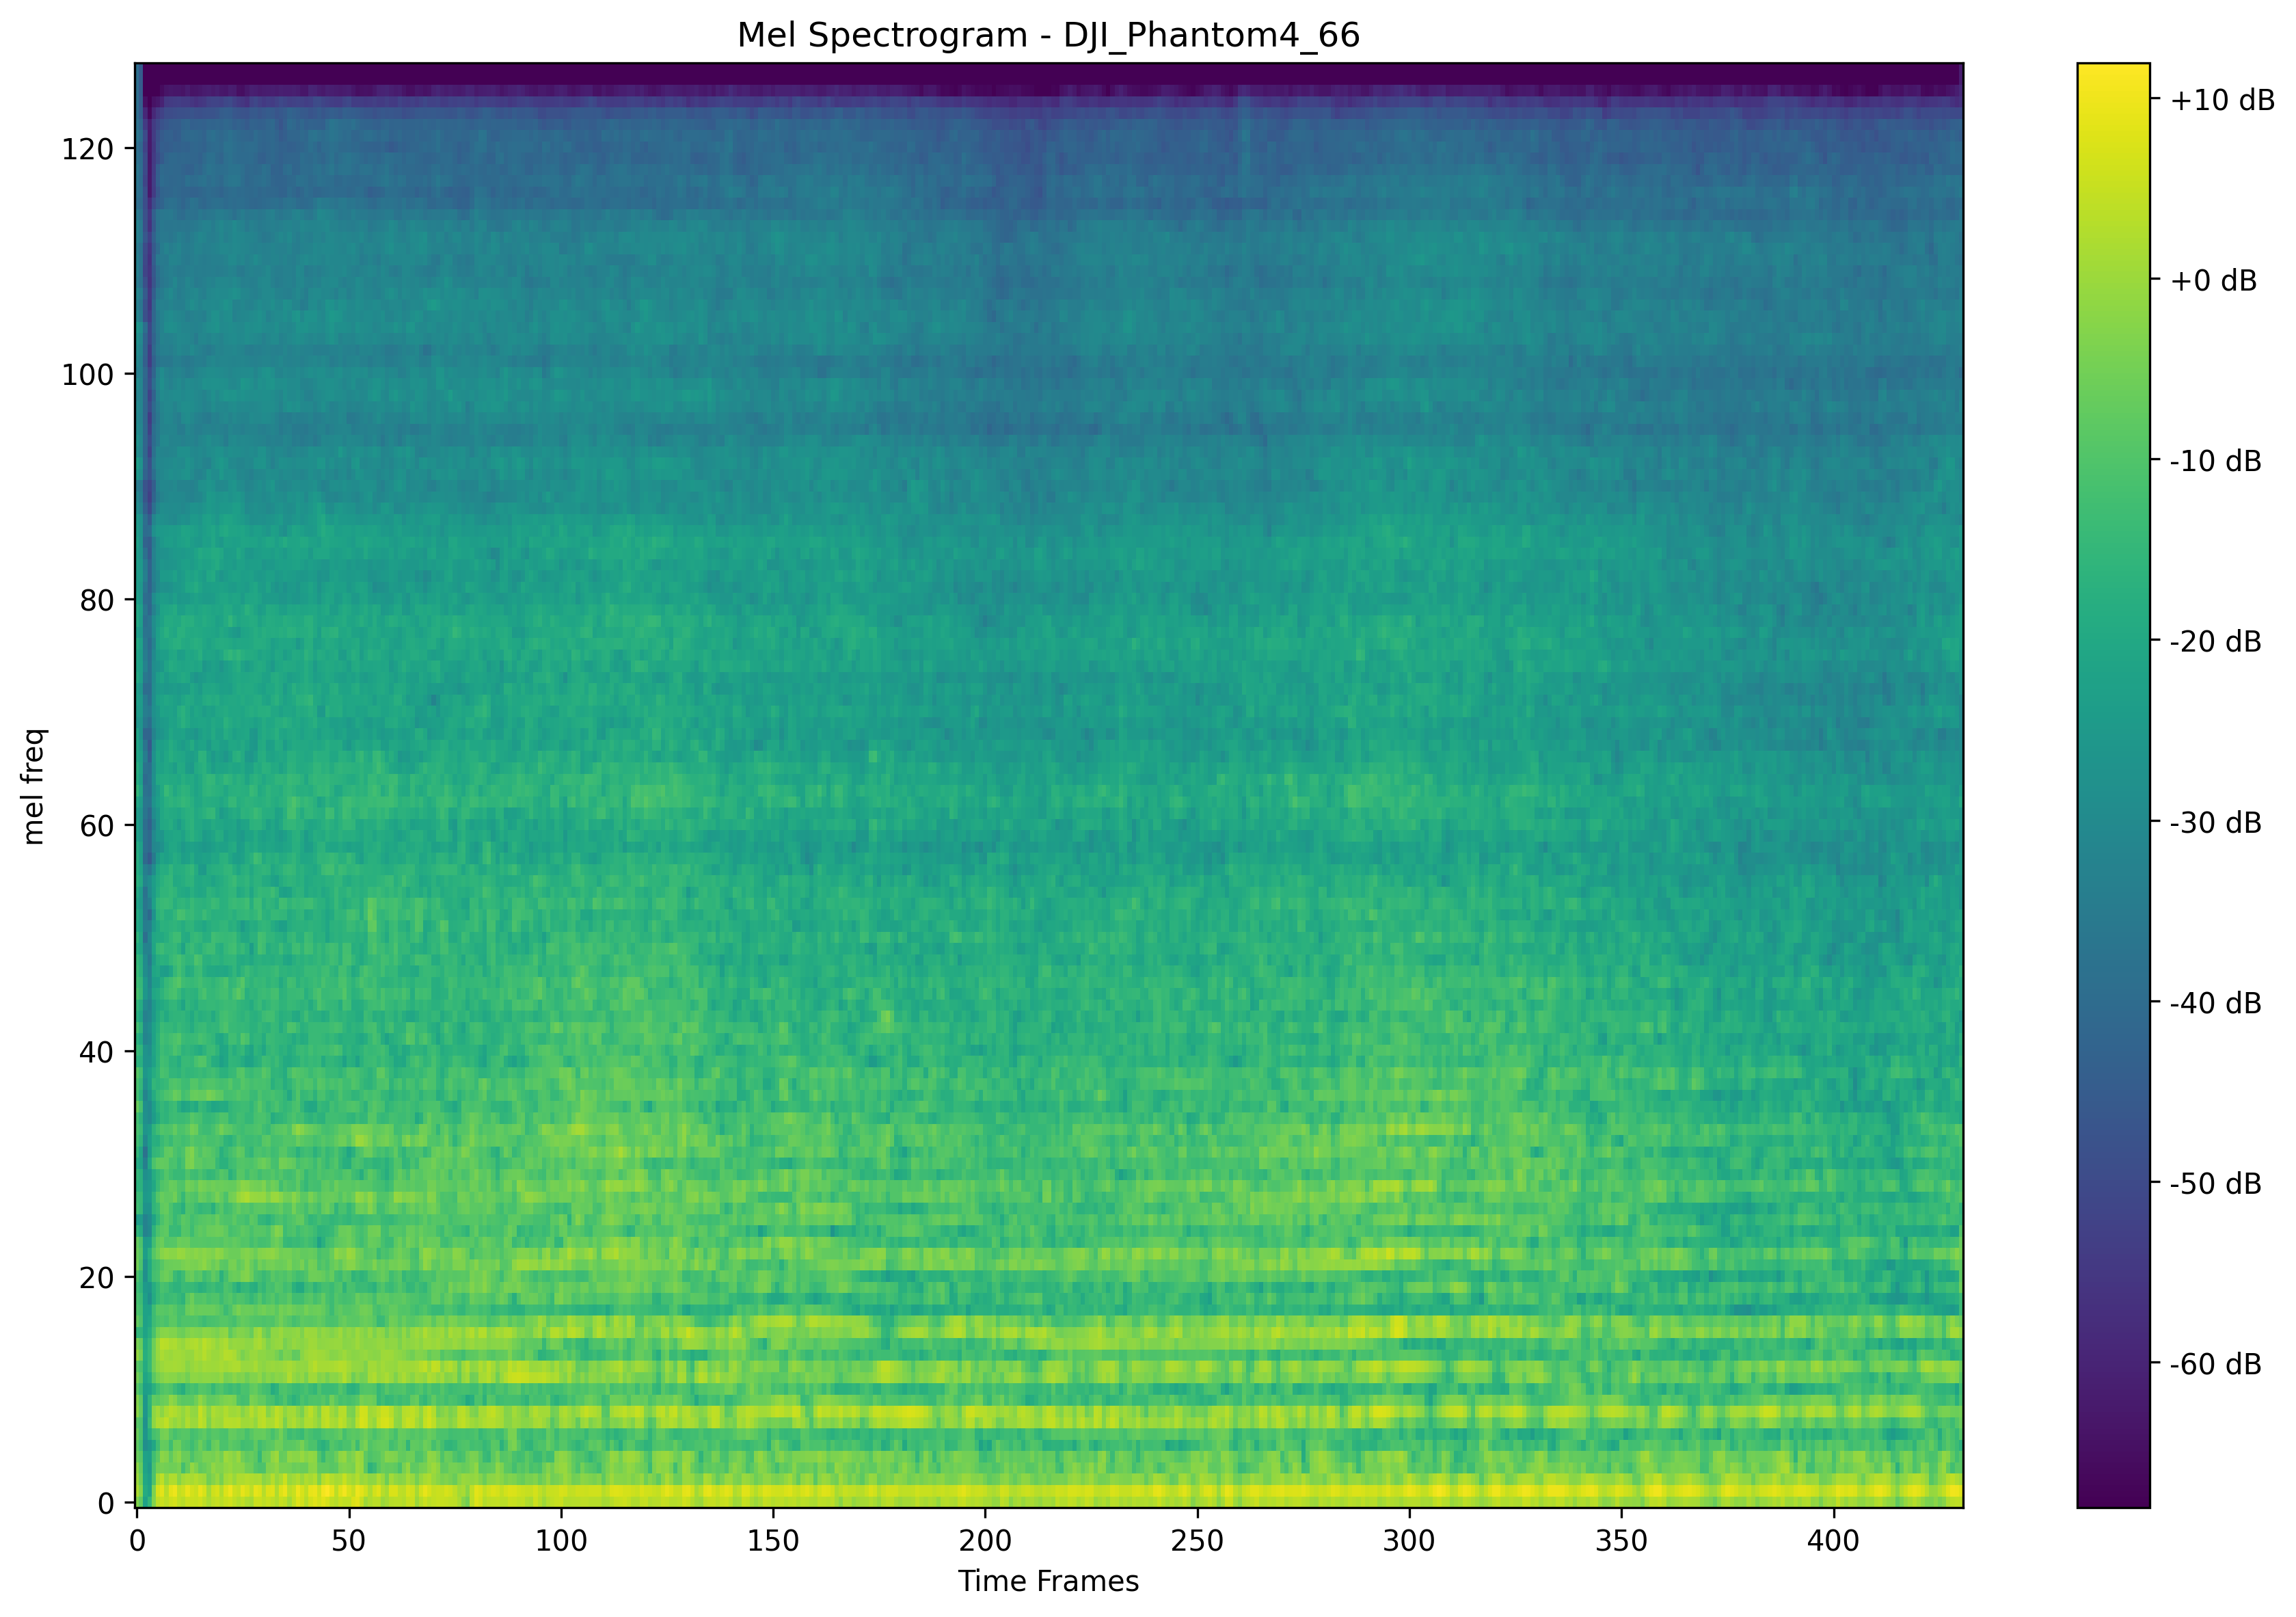 Mel Spectrogram - DJI_Phantom4_66
mel freq
120
100
80
60
40
20
0
0 50 100 150 200 250 300 350 400
Time Frames
+10 dB
+0 dB
-10 dB
-20 dB
-30 dB
-40 dB
-50 dB
-60 dB